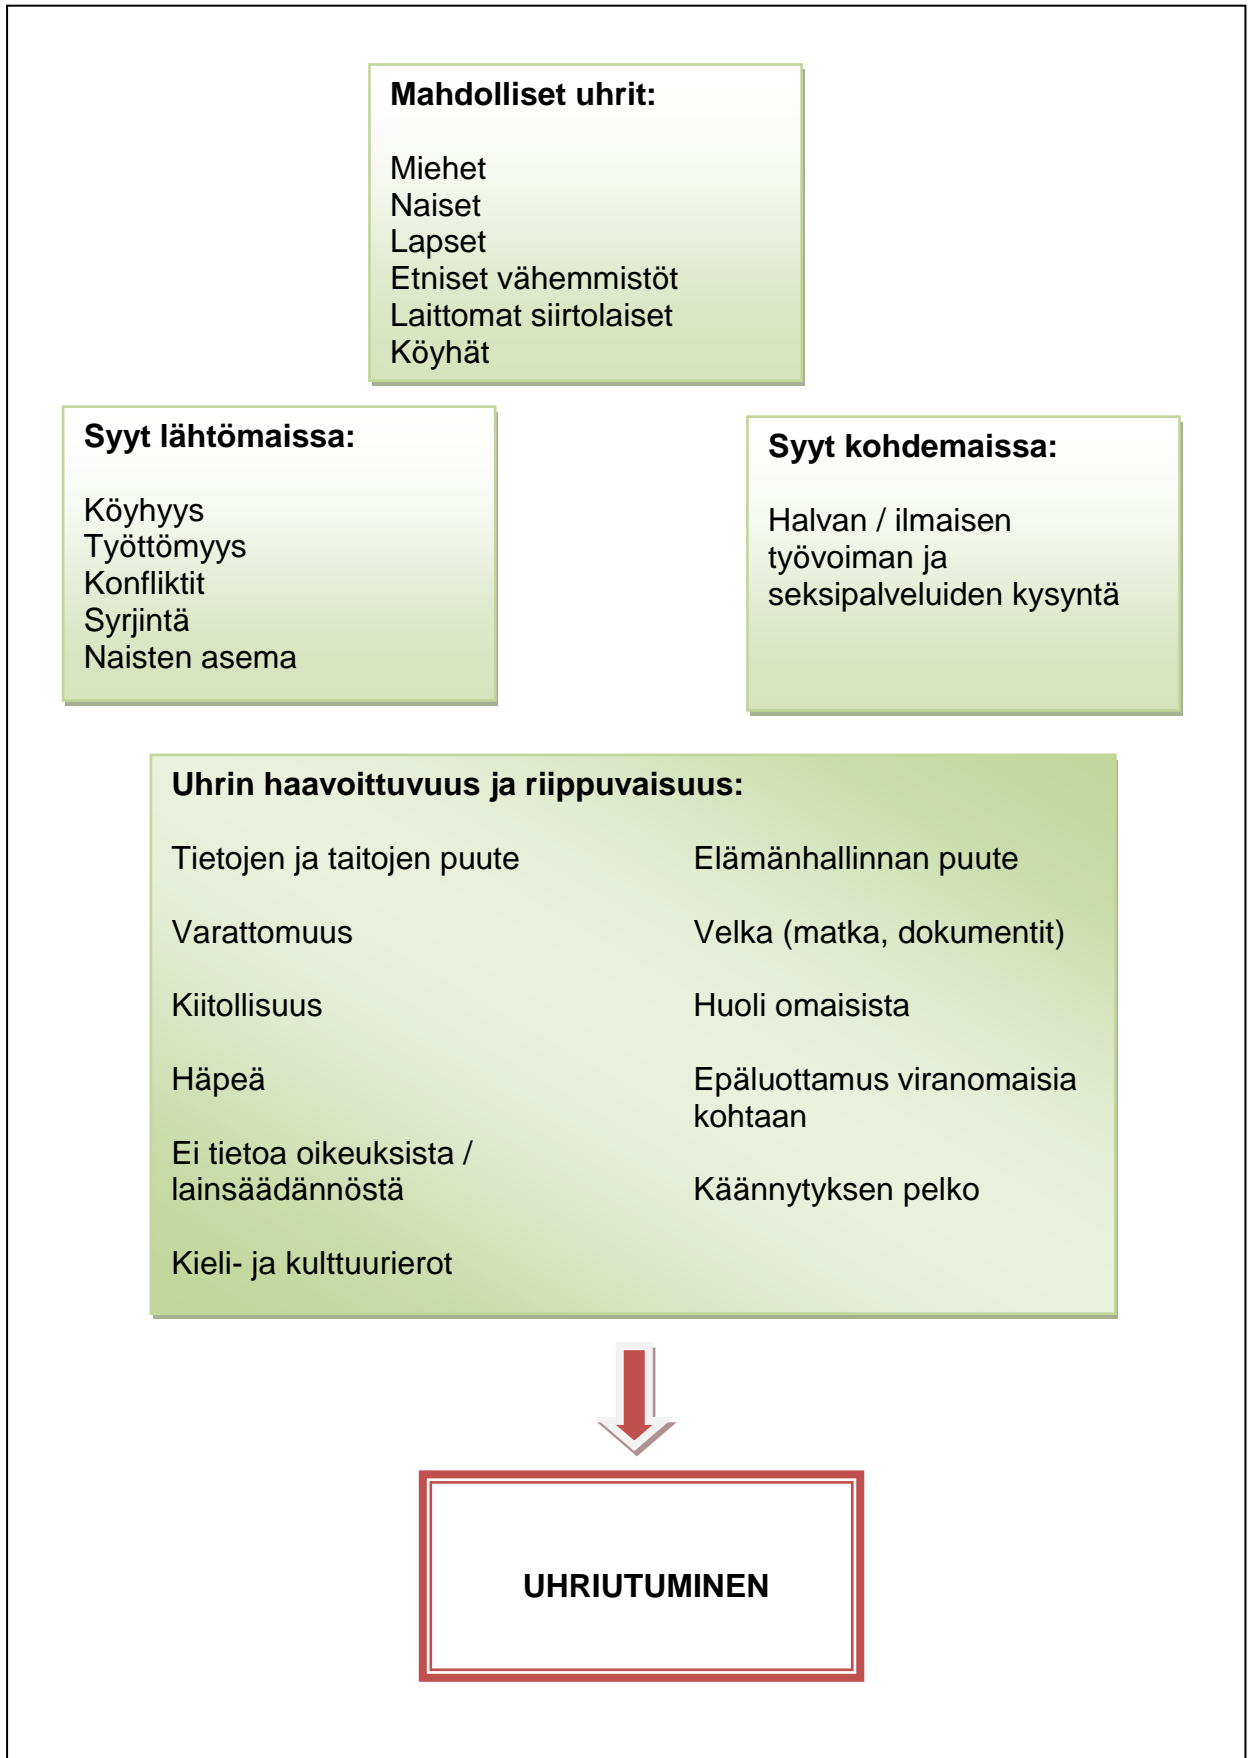 Mahdolliset uhrit:
Miehet
Naiset
Lapset
Etniset vähemmistöt
Laittomat siirtolaiset
Köyhät
Syyt lähtömaissa:
Köyhyys
Työttömyys
Konfliktit
Syrjintä
Naisten asema
Syyt kohdemaissa:
Halvan / ilmaisen
työvoiman ja
seksipalveluiden kysyntä
Uhrin haavoittuvuus ja riippuvaisuus:
Tietojen ja taitojen puute
Varattomuus
Kiitollisuus
Häpeä
Ei tietoa oikeuksista /
lainsäädännöstä
Kieli- ja kulttuurierot
Elämänhallinnan puute
Velka (matka, dokumentit)
Huoli omaisista
Epäluottamus viranomaisia
kohtaan
Käännytyksen pelko
UHRIUTUMINEN